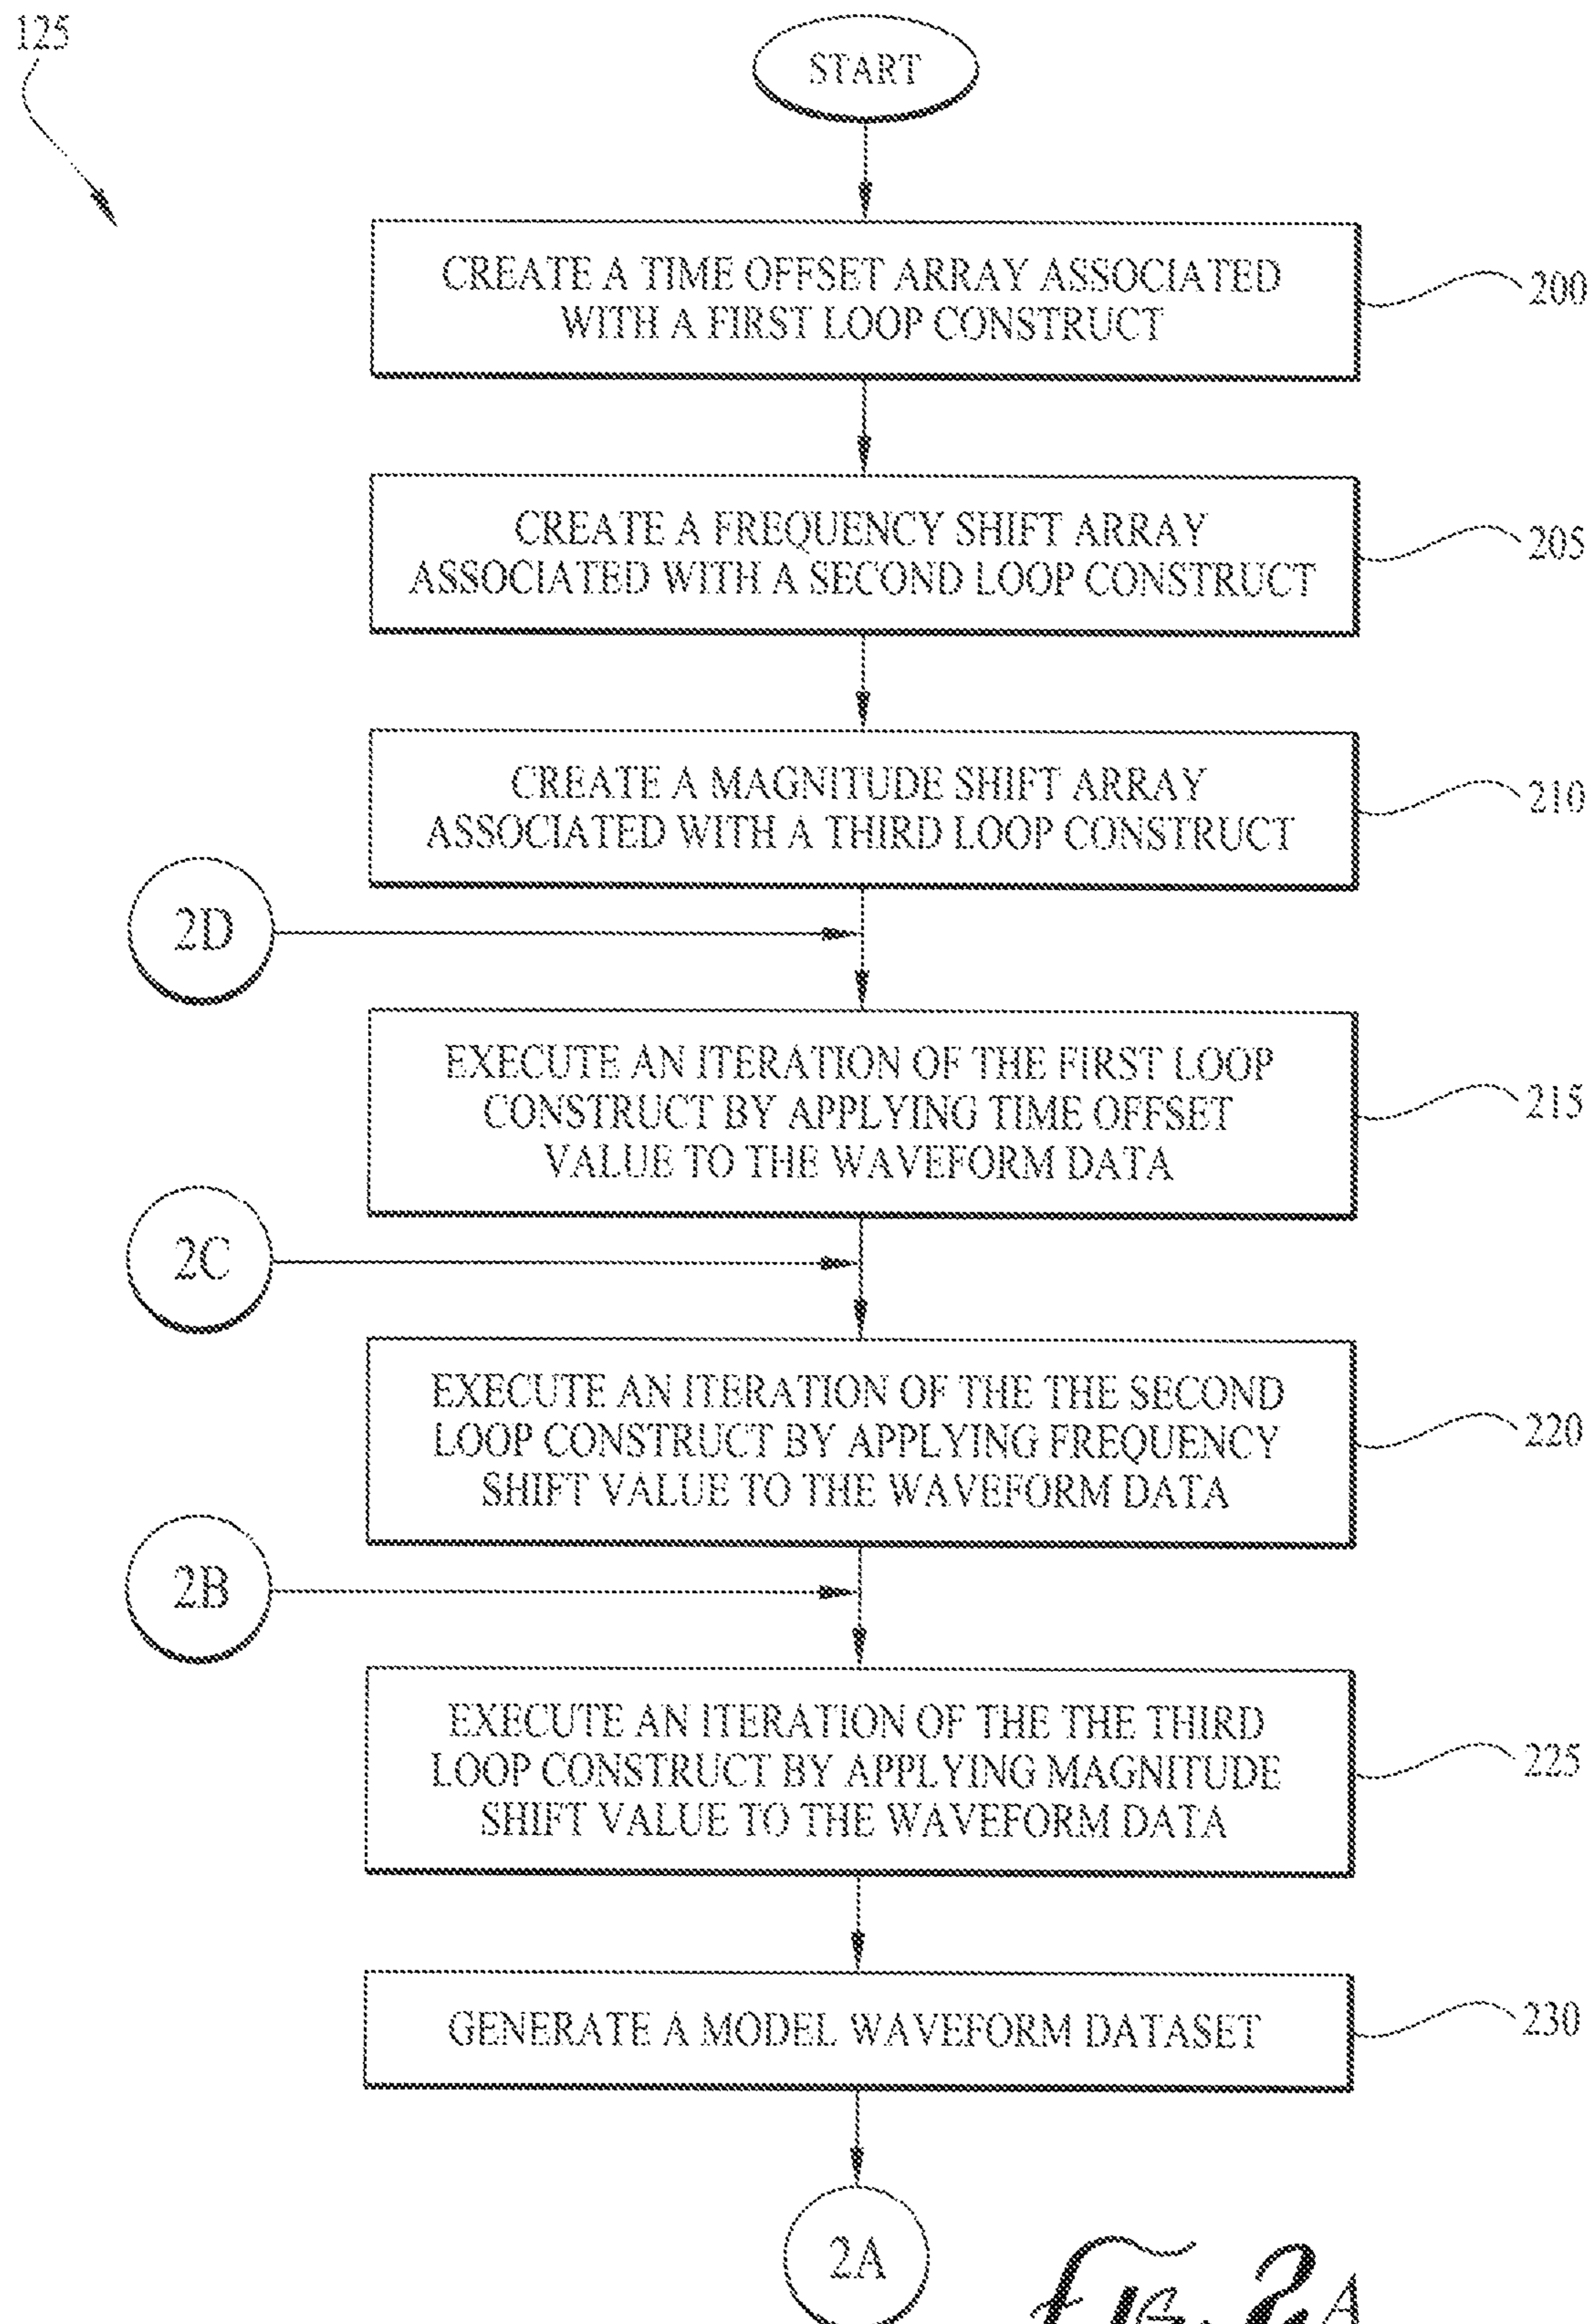 125
START
CREATE A TIME OFFSET ARRAY ASSOCIATED
WITH A FIRST LOOP CONSTRUCT
200
CREATE A FREQUENCY SHIFT ARRAY
ASSOCIATED WITH A SECOND LOOP CONSTRUCT
205
CREATE A MAGNITUDE SHIFT ARRAY
ASSOCIATED WITH A THIRD LOOP CONSTRUCT
210
2D
EXECUTE AN ITERATION OF THE FIRST LOOP
CONSTRUCT BY APPLYING TIME OFFSET
VALUE TO THE WAVEFORM DATA
215
2C
EXECUTE AN ITERATION OF THE THE SECOND
LOOP CONSTRUCT BY APPLYING FREQUENCY
SHIFT VALUE TO THE WAVEFORM DATA
220
2B
EXECUTE AN ITERATION OF THE THE THIRD
LOOP CONSTRUCT BY APPLYING MAGNITUDE
SHIFT VALUE TO THE WAVEFORM DATA
225
GENERATE A MODEL WAVEFORM DATASET
230
2A
FIG. 2A